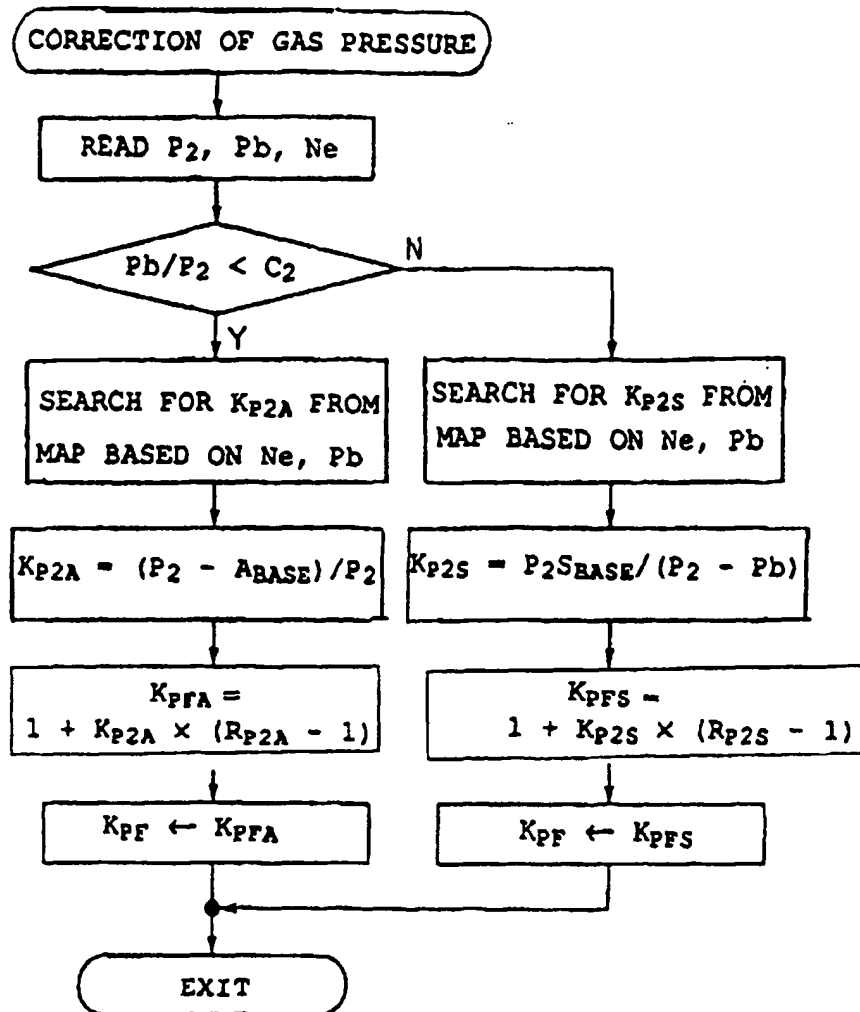 CORRECTION OF GAS PRESSURE
READ P2, Pb, Ne
Pb/P2 < C2
N
Y
SEARCH FOR KP2A FROM
MAP BASED ON Ne, Pb
SEARCH FOR KP2S FROM
MAP BASED ON Ne, Pb
KP2A = (P2 - ABASE)/P2
KP2S = P2SBASE/(P2 - Pb)
KPFA =
1 + KP2A × (RP2A - 1)
KPFS =
1 + KP2S × (RP2S - 1)
KPF ← KPFA
KPF ← KPFS
EXIT